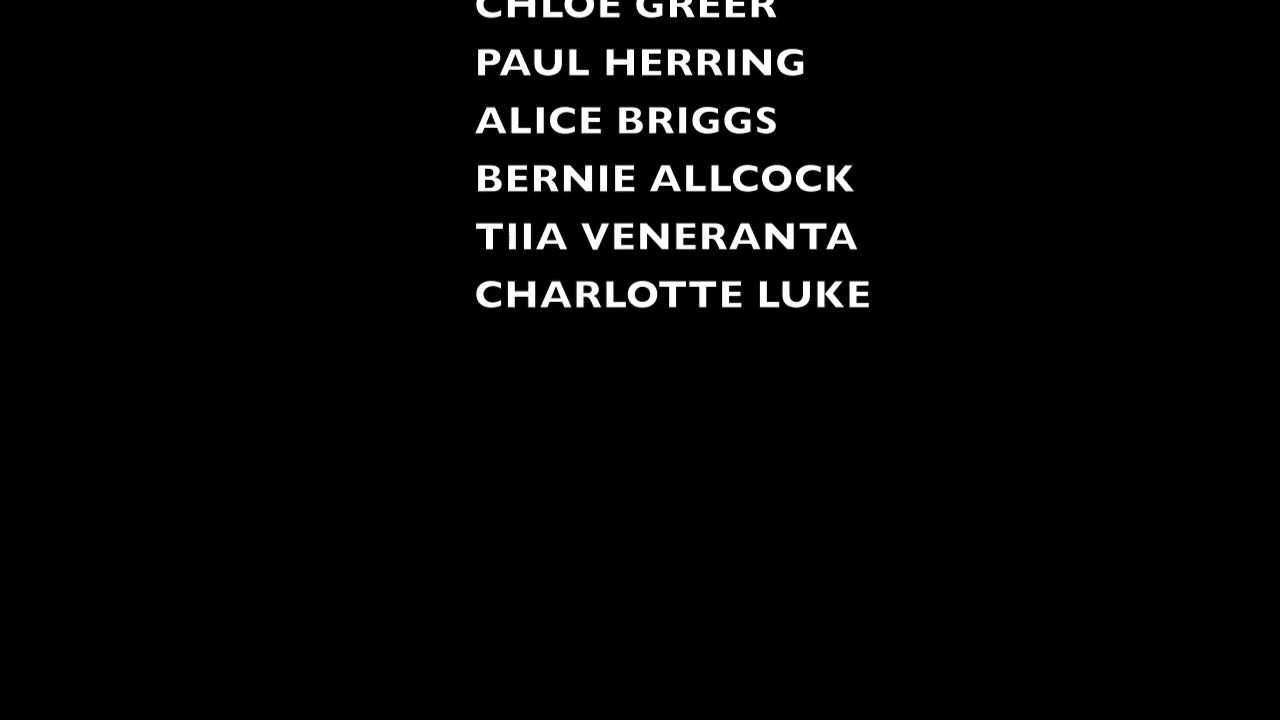 CHLOE GREER
PAUL HERRING
ALICE BRIGGS
BERNIE ALLCOCK
TIIA VENERANTA
CHARLOTTE LUKE